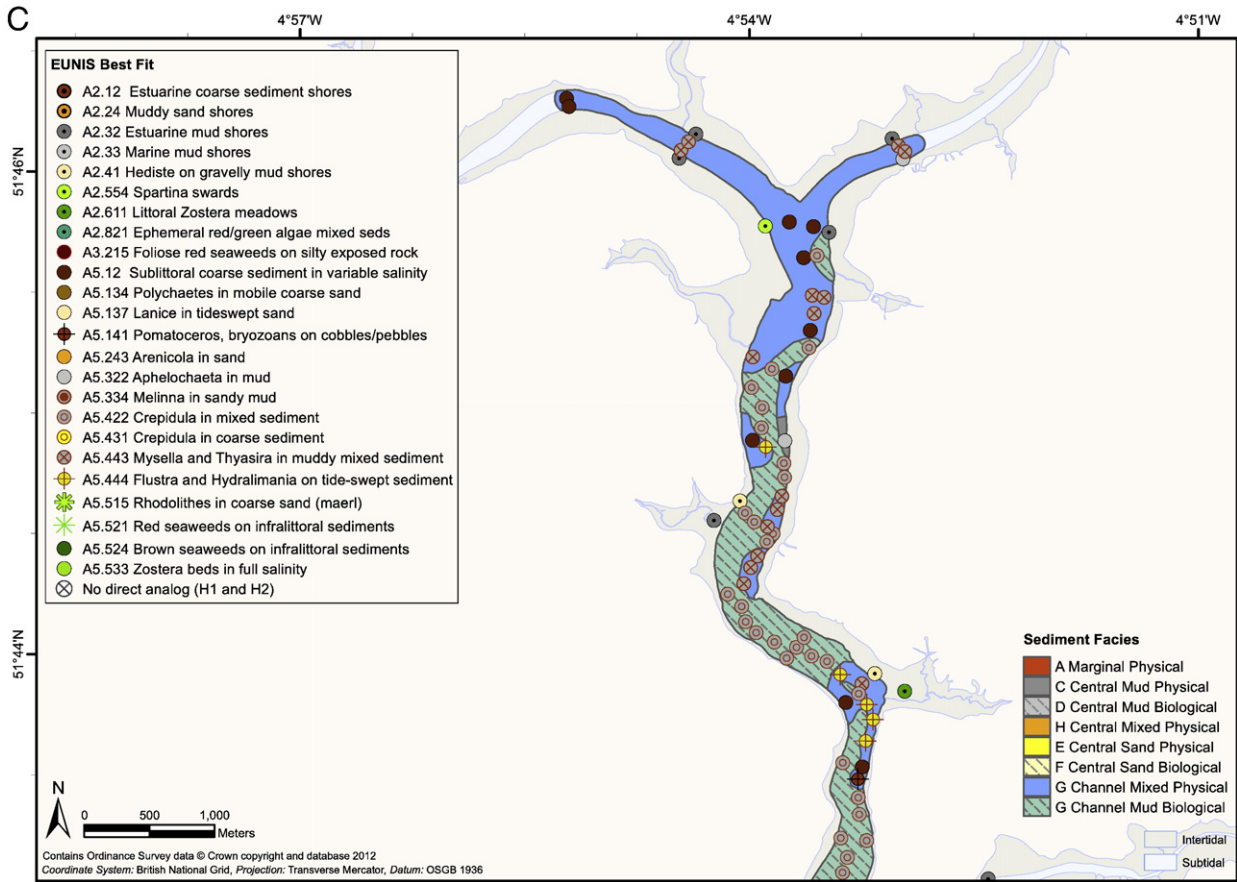 C
4°57'W
4°54'W
4°51'W
51°46'N
51°44'N
EUNIS Best Fit
A2.12 Estuarine coarse sediment shores
A2.24 Muddy sand shores
A2.32 Estuarine mud shores
A2.33 Marine mud shores
A2.41 Hediste on gravelly mud shores
A2.554 Spartina swards
A2.611 Littoral Zostera meadows
A2.821 Ephemeral red/green algae mixed seds
A3.215 Foliose red seaweeds on silty exposed rock
A5.12 Sublittoral coarse sediment in variable salinity
A5.134 Polychaetes in mobile coarse sand
A5.137 Lanice in tideswept sand
A5.141 Pomatoceros, bryozoans on cobbles/pebbles
A5.243 Arenicola in sand
A5.322 Aphelochaeta in mud
A5.334 Melinna in sandy mud
A5.422 Crepidula in mixed sediment
A5.431 Crepidula in coarse sediment
A5.443 Mysella and Thyasira in muddy mixed sediment
A5.444 Flustra and Hydralimania on tide-swept sediment
A5.515 Rhodolithes in coarse sand (maerl)
A5.521 Red seaweeds on infralittoral sediments
A5.524 Brown seaweeds on infralittoral sediments
A5.533 Zostera beds in full salinity
No direct analog (H1 and H2)
Sediment Facies
A Marginal Physical
C Central Mud Physical
D Central Mud Biological
H Central Mixed Physical
E Central Sand Physical
F Central Sand Biological
G Channel Mixed Physical
G Channel Mud Biological
N
0 500 1,000
Meters
Intertidal
Subtidal
Contains Ordinance Survey data © Crown copyright and database 2012
Coordinate System: British National Grid, Projection: Transverse Mercator, Datum: OSGB 1936